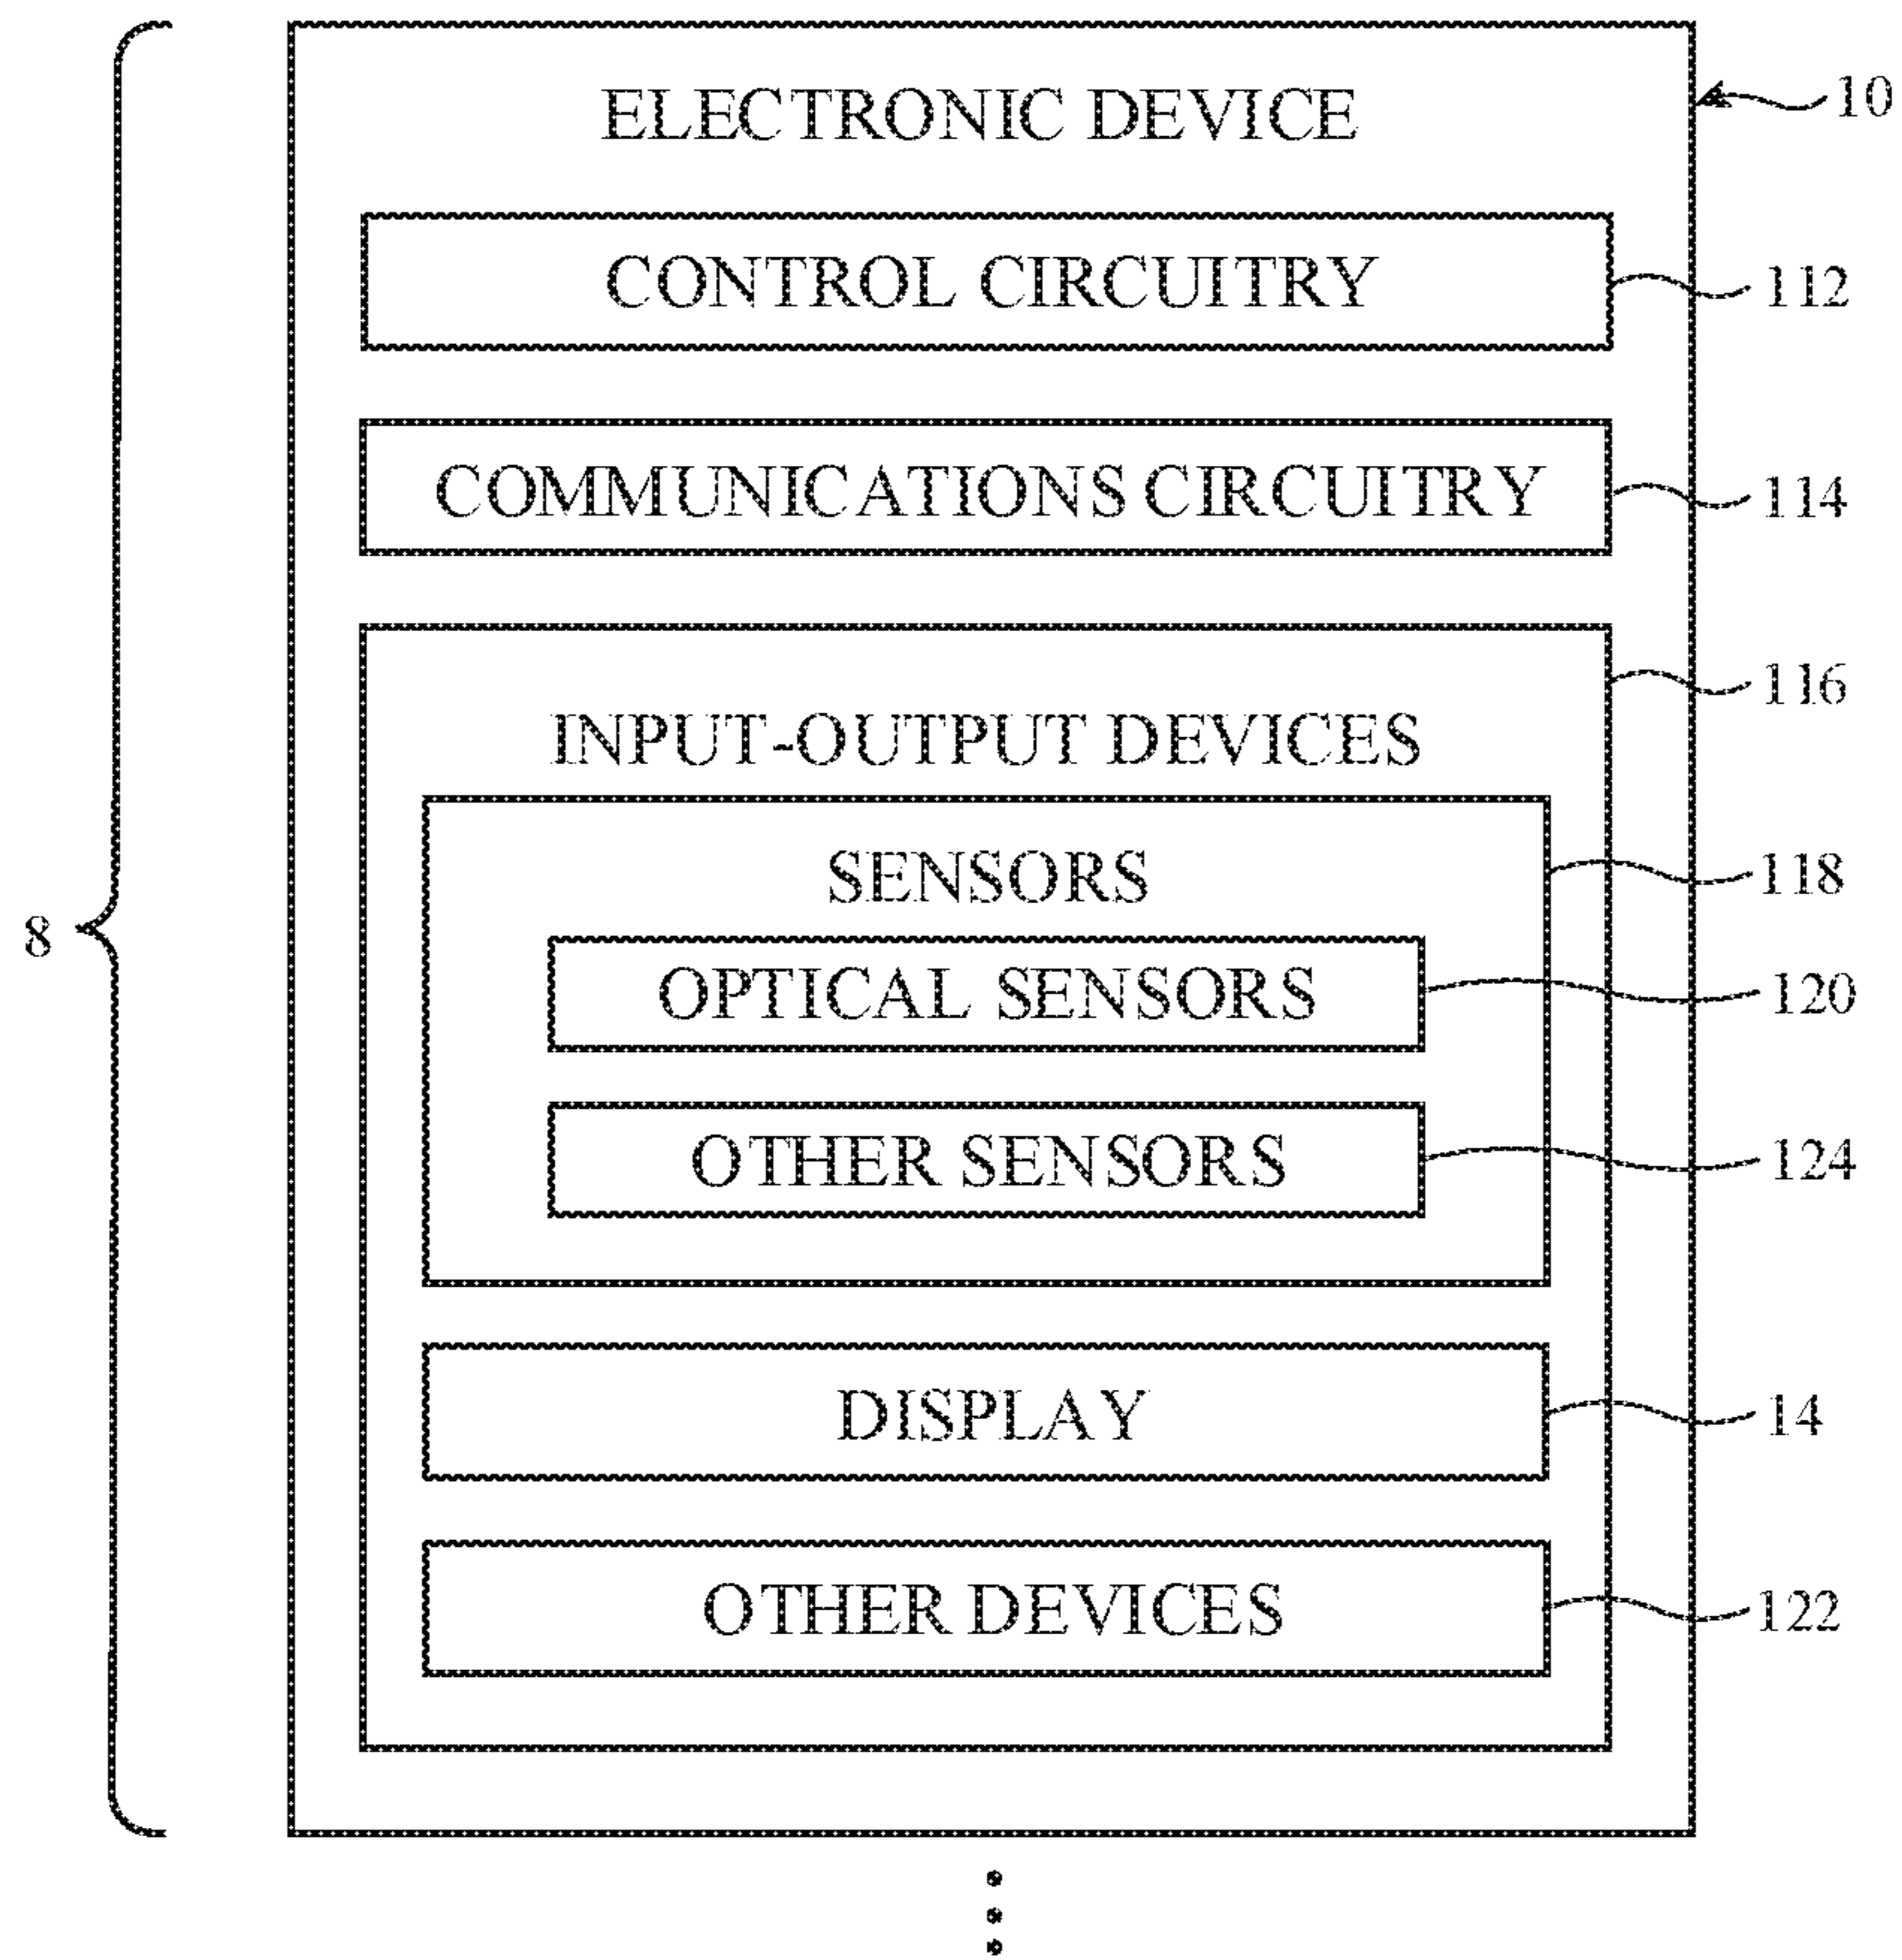 ELECTRONIC DEVICE
10
CONTROL CIRCUITRY
112
COMMUNICATIONS CIRCUITRY
114
116
INPUT-OUTPUT DEVICES
SENSORS
118
8
OPTICAL SENSORS
120
OTHER SENSORS
124
DISPLAY
14
OTHER DEVICES
122